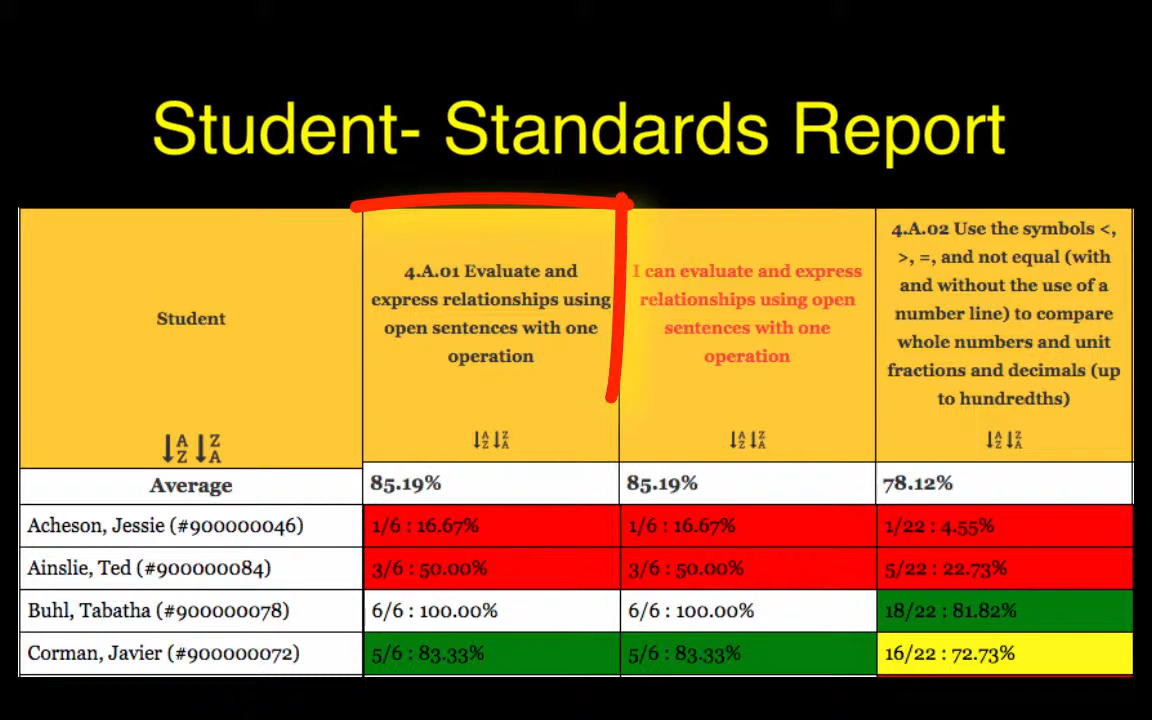 Student- Standards Report
Student
4.A.01 Evaluate and
express relationships using
open sentences with one
operation
I can evaluate and express
relationships using open
sentences with one
operation
4.A.02 Use the symbols <,
>, =, and not equal (with
and without the use of a
number line) to compare
whole numbers and unit
fractions and decimals (up
to hundredths)
A Z Z A
A Z Z A
A Z Z A
A Z Z A
Average 85.19% 85.19% 78.12%
Acheson, Jessie (#900000046) 1/6 : 16.67% 1/6 : 16.67% 1/22 : 4.55%
Ainslie, Ted (#900000084) 3/6 : 50.00% 3/6 : 50.00% 5/22 : 22.73%
Buhl, Tabatha (#900000078) 6/6 : 100.00% 6/6 : 100.00% 18/22 : 81.82%
Corman, Javier (#900000072) 5/6 : 83.33% 5/6 : 83.33% 16/22 : 72.73%